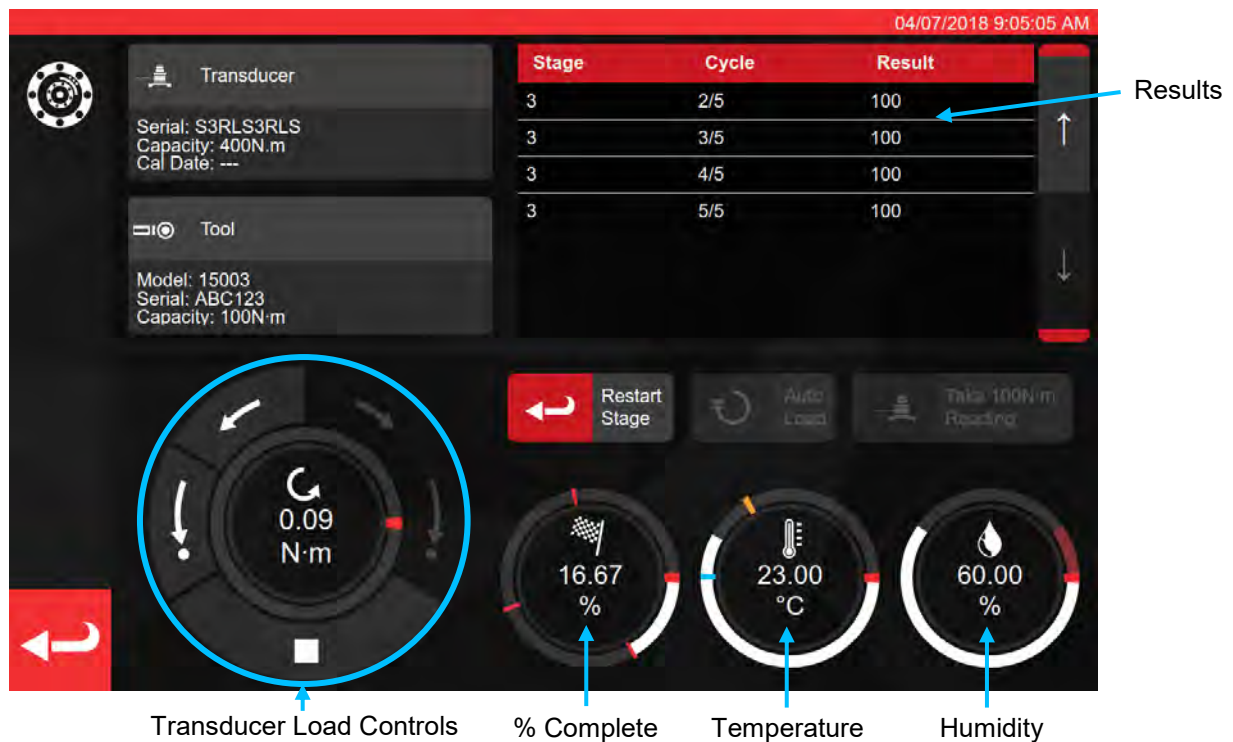 04/07/2018 9:05:05 AM
Transducer
Serial: S3RLS3RLS
Capacity: 400N.m
Cal Date: ---
Tool
Model: 15003
Serial: ABC123
Capacity: 100N·m
Stage Cycle Result
3 2/5 100
3 3/5 100
3 4/5 100
3 5/5 100
Results
Restart
Stage
Auto
Load
Take 100N·m
Reading
0.09
N·m
16.67
%
23.00
°C
60.00
%
Transducer Load Controls
% Complete
Temperature
Humidity